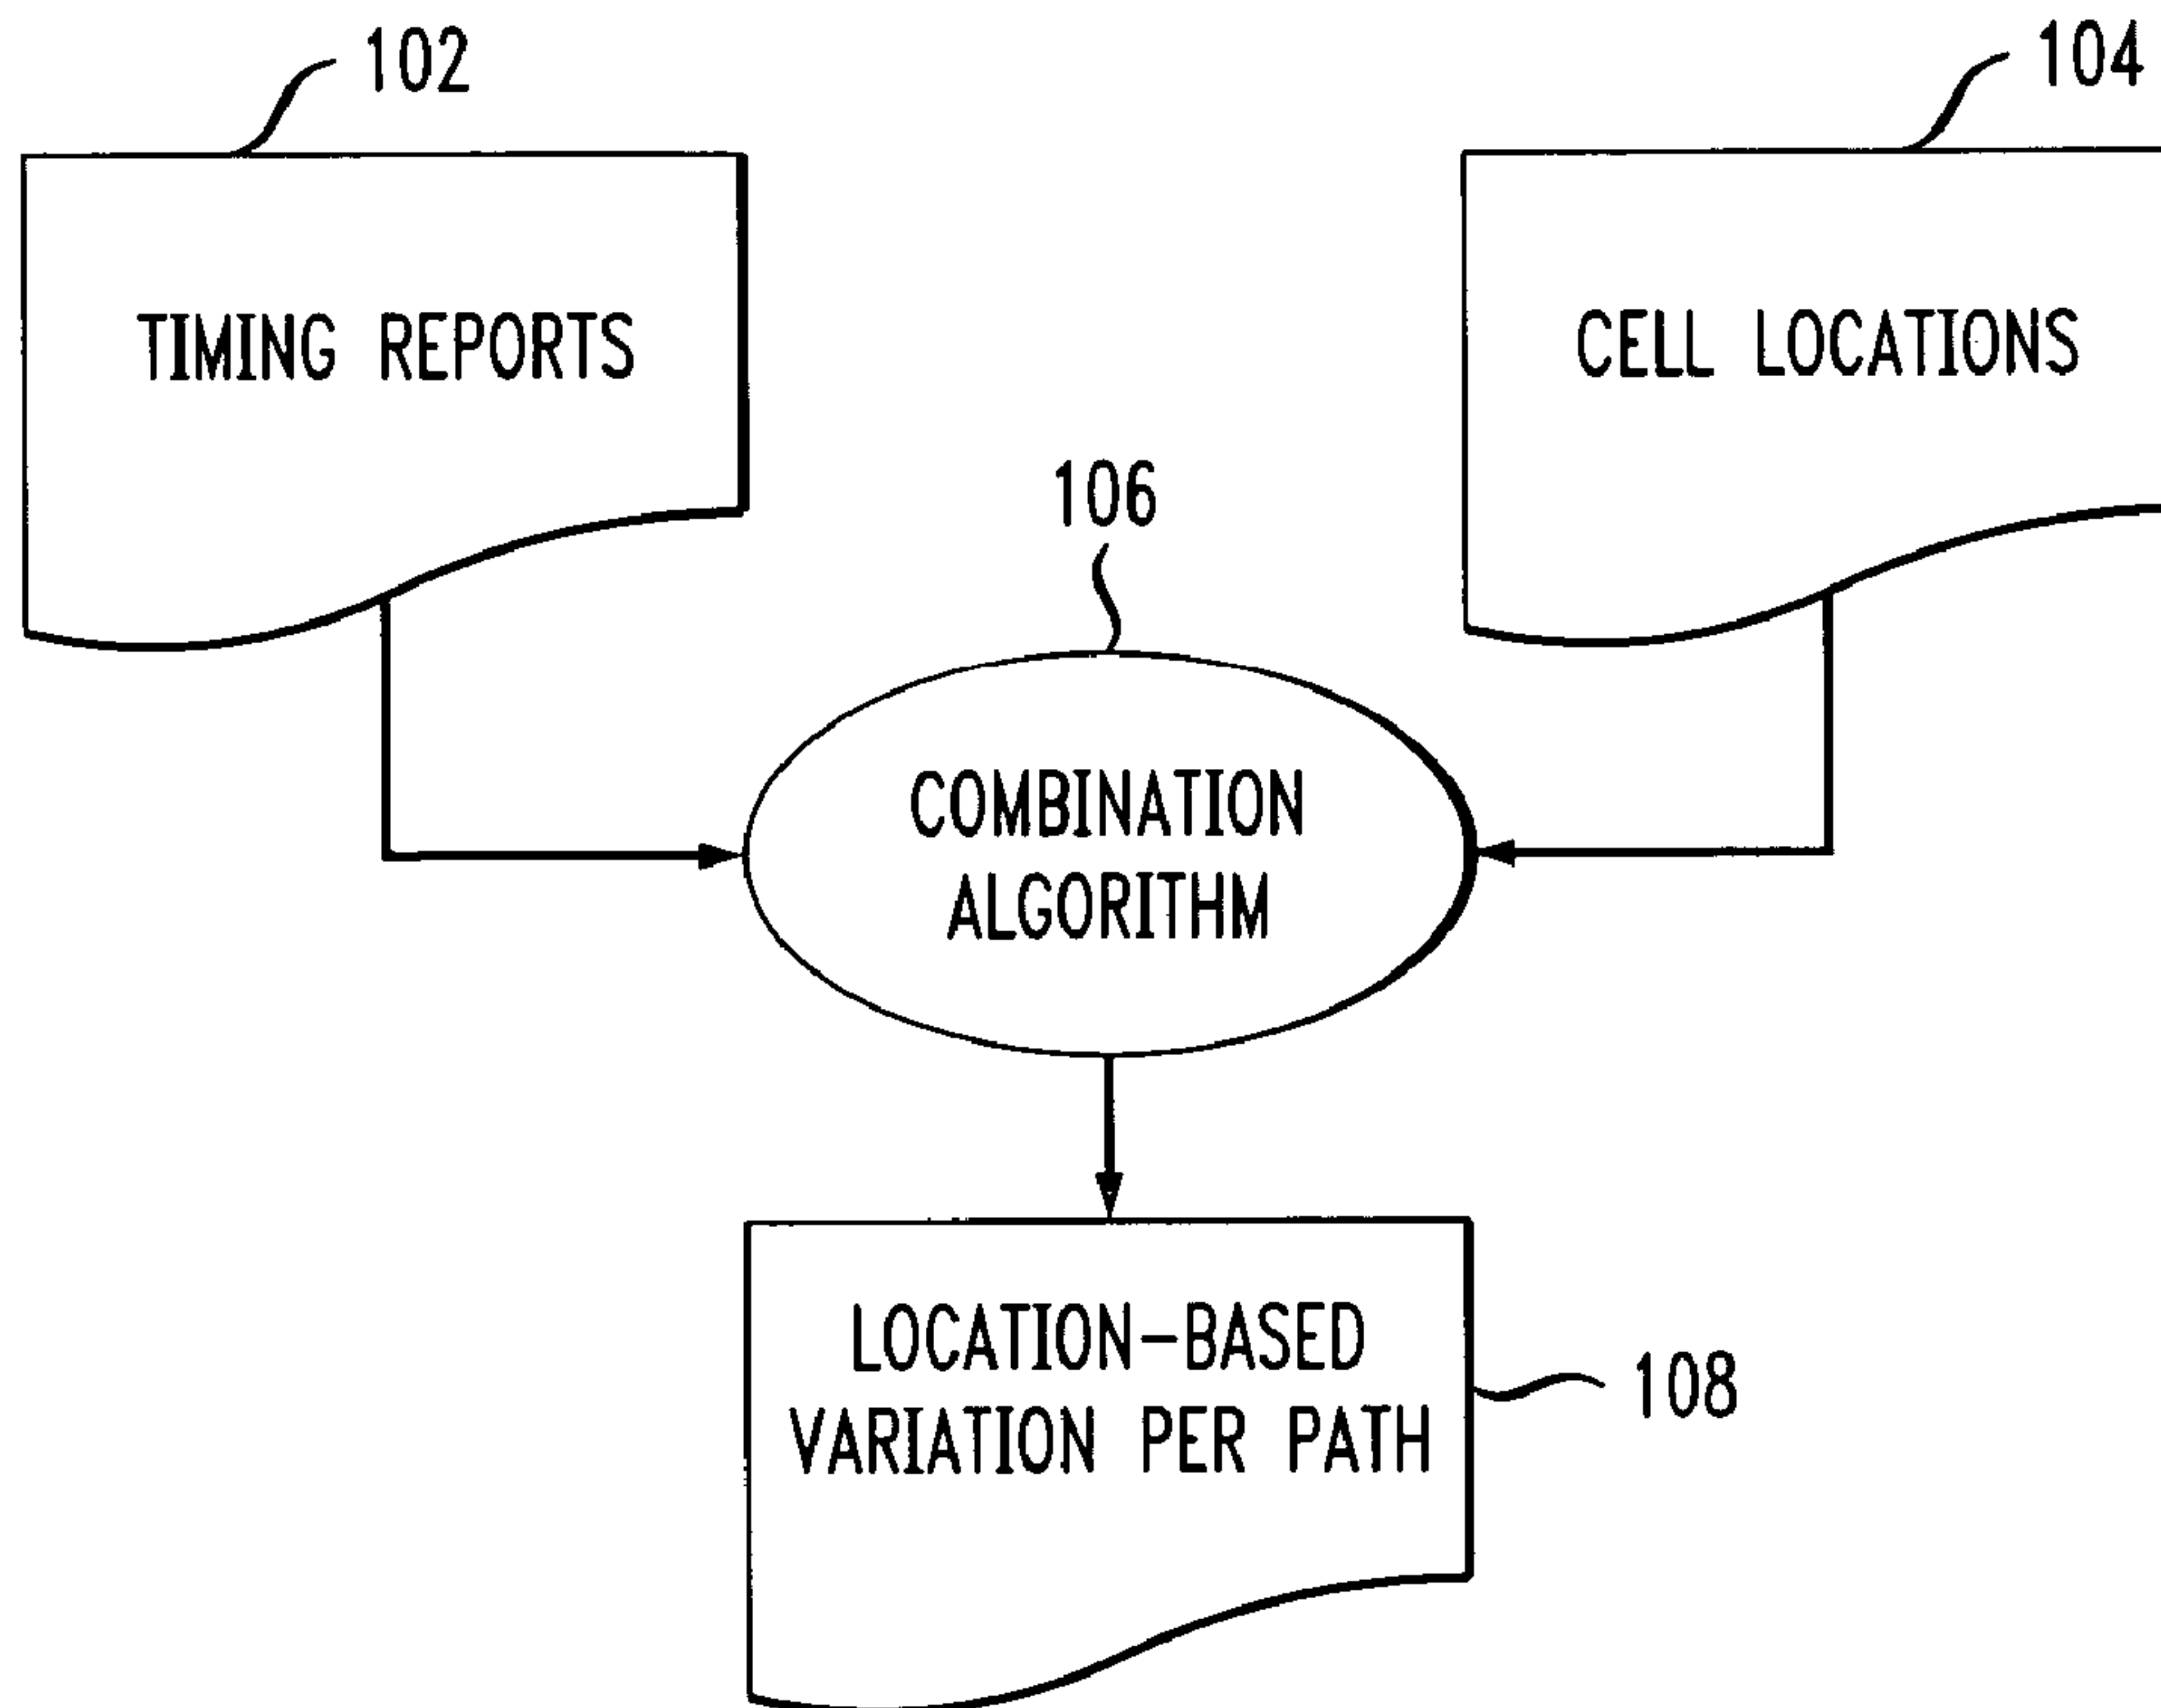 102
104
TIMING REPORTS
CELL LOCATIONS
106
COMBINATION
ALGORITHM
LOCATION-BASED
VARIATION PER PATH
108